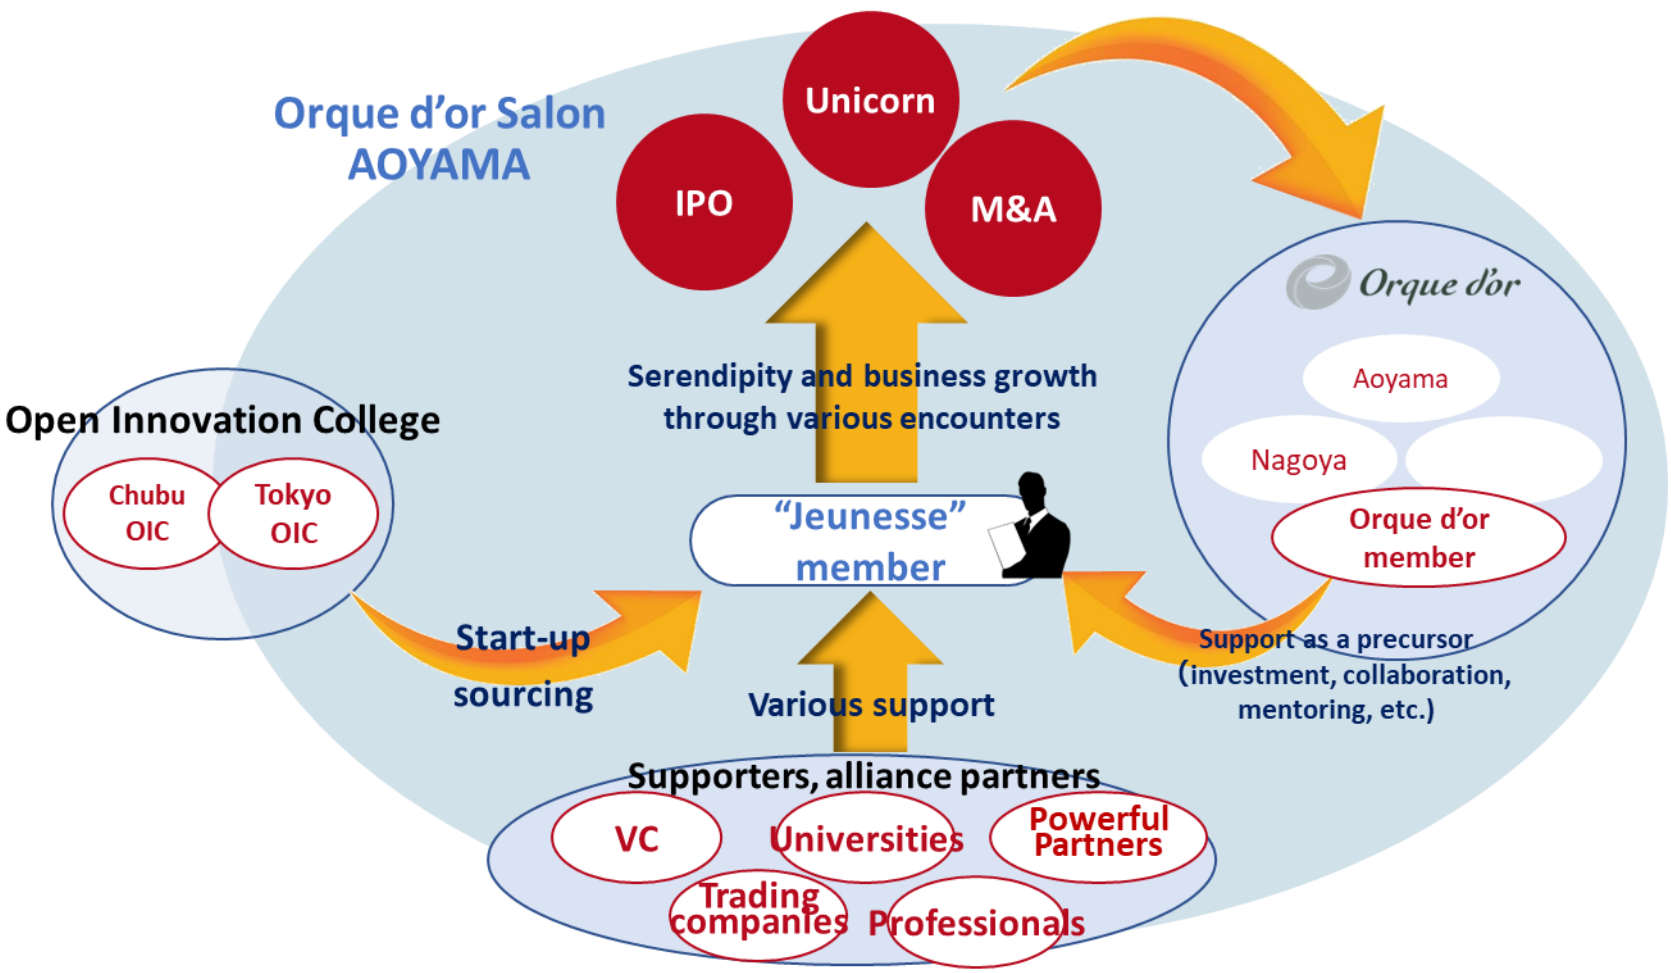 Orque d’or Salon
AOYAMA
Unicorn
IPO
M&A
Orque d’or
Aoyama
Nagoya
Orque d’or
member
Serendipity and business growth
through various encounters
Open Innovation College
Chubu
OIC
Tokyo
OIC
“Jeunesse”
member
Start-up
sourcing
Support as a precursor
(investment, collaboration,
mentoring, etc.)
Various support
Supporters, alliance partners
VC
Universities
Powerful
Partners
Trading
companies
Professionals